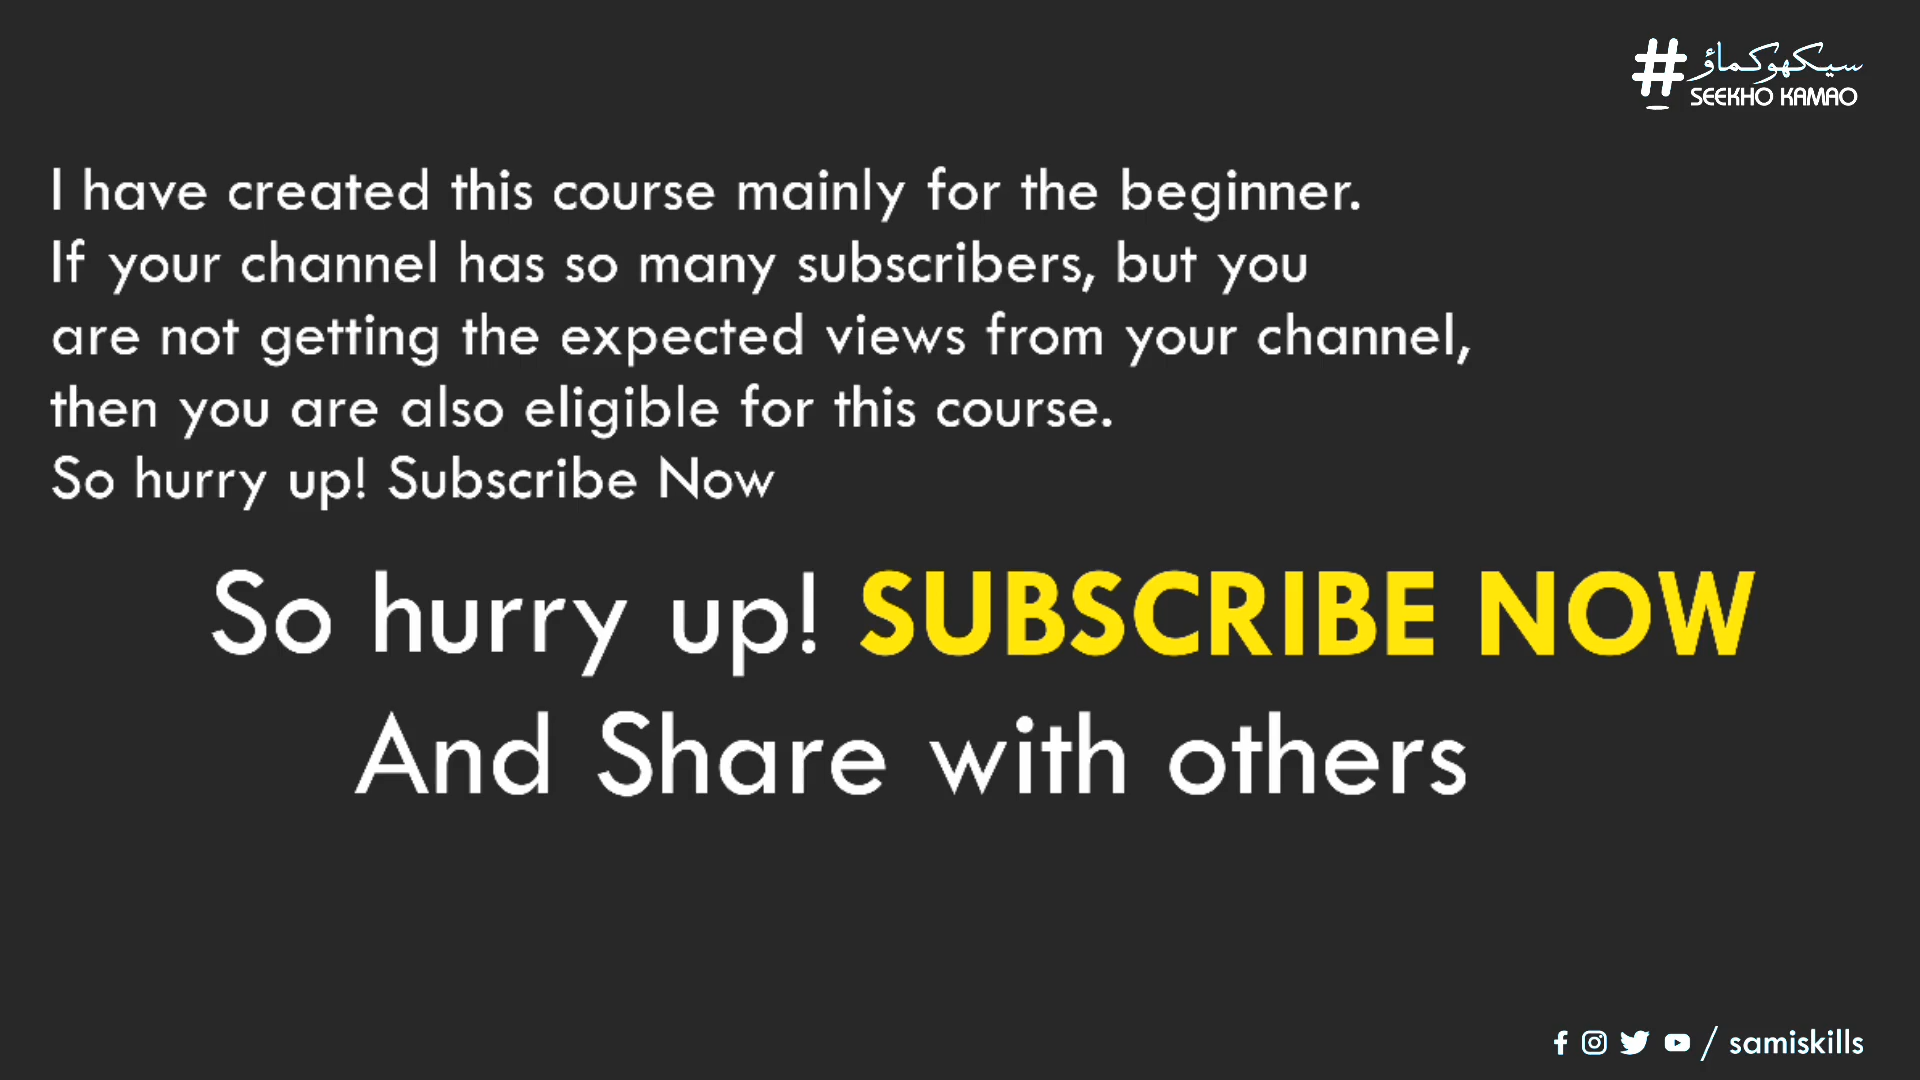 # سیکھو کماؤ
SEEKHO KAMAO
I have created this course mainly for the beginner.
If your channel has so many subscribers, but you
are not getting the expected views from your channel,
then you are also eligible for this course.
So hurry up! Subscribe Now
So hurry up! SUBSCRIBE NOW
And Share with others
/ samiskills